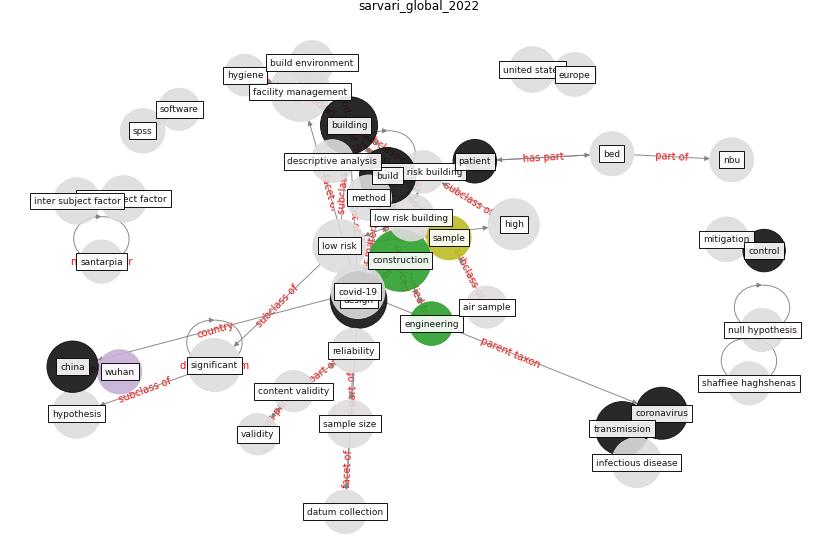 sarvari_global_2022
build environment
hygiene
facility management
united state
europe
software
spss
building
descriptive analysis
risk building
patient
has part
bed
part of
nbu
build
method
subclass of
inter subject factor
ect factor
low risk building
high
sample
low risk
construction
santarpia
mitigation
control
covid-19
air sample
engineering
subclass of
country
null hypothesis
reliability
parent taxon
significant
china
wuhan
subclass of
content validity
shaffiee haghshenas
hypothesis
coronavirus
validity
sample size
transmission
facet of
infectious disease
datum collection